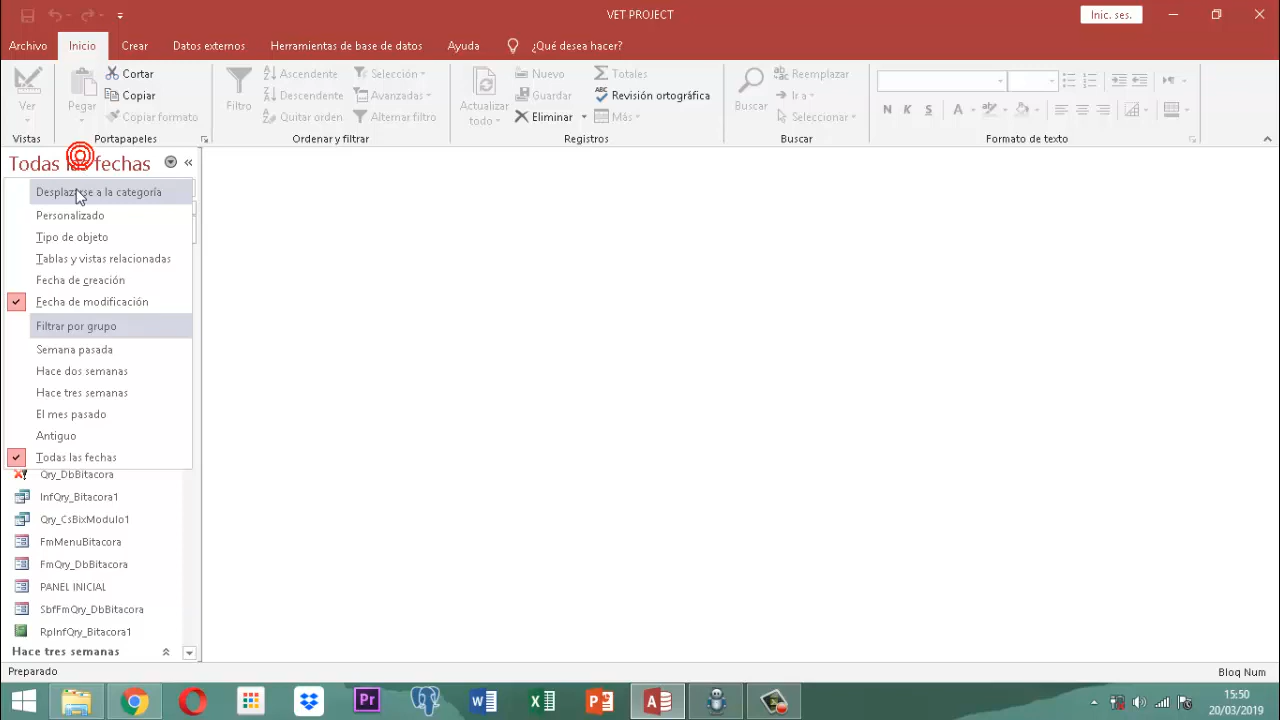 VET PROJECT
Inic. ses.
Archivo
Inicio
Crear
Datos externos
Herramientas de base de datos
Ayuda
¿Qué desea hacer?
Ver
Vistas
Pegar
Cortar
Copiar
Copiar formato
Portapapeles
Filtro
Ascendente
Descendente
Quitar orden
Selección
Avanzadas
Alternar filtro
Ordenar y filtrar
Actualizar
todo
Nuevo
Guardar
Eliminar
Totales
Revisión ortográfica
Más
Registros
Buscar
Reemplazar
Ir a
Seleccionar
Buscar
N K S
A
Formato de texto
Todas las fechas
Desplazarse a la categoría
Personalizado
Tipo de objeto
Tablas y vistas relacionadas
Fecha de creación
Fecha de modificación
Filtrar por grupo
Semana pasada
Hace dos semanas
Hace tres semanas
El mes pasado
Antiguo
Todas las fechas
Qry_DbBitacora
InfQry_Bitacora1
Qry_CsBixModulo1
FmMenuBitacora
FmQry_DbBitacora
PANEL INICIAL
SbfFmQry_DbBitacora
RpInfQry_Bitacora1
Hace tres semanas
Preparado
Bloq Num
15:50
20/03/2019